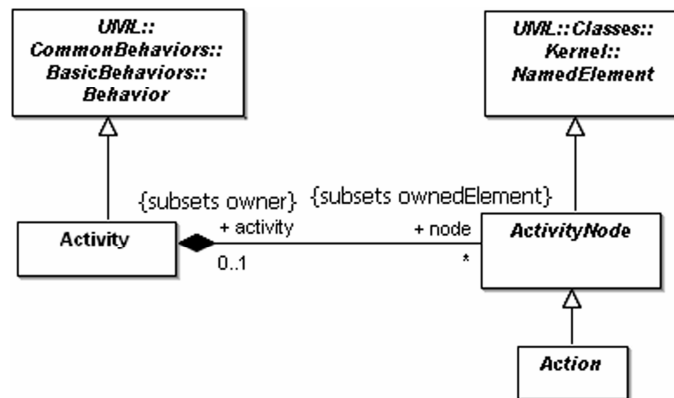 UML::
CommonBehaviors::
BasicBehaviors::
Behavior
UML::Classes::
Kernel::
NamedElement
{subsets owner}
{subsets ownedElement}
Activity
+ activity
+ node
ActivityNode
0..1
*
Action